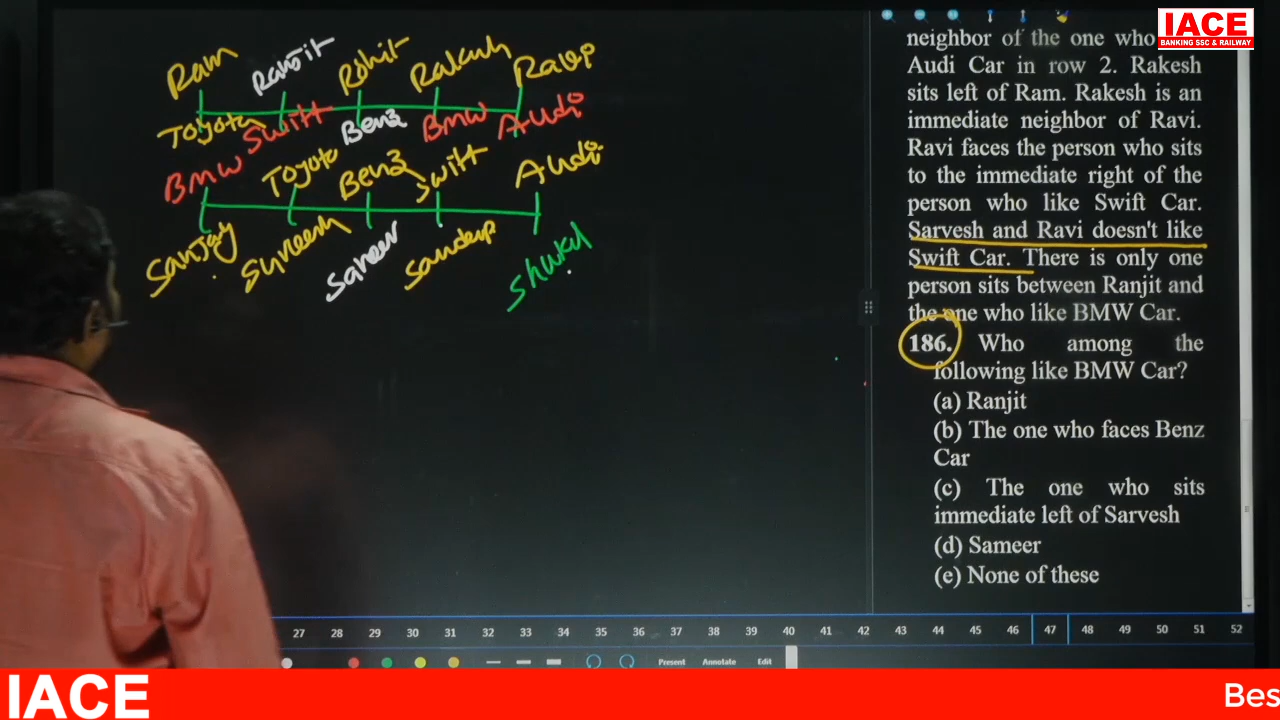 IACE
BANKING SSC & RAILWAY
neighbor of the one who
Audi Car in row 2. Rakesh
sits left of Ram. Rakesh is an
immediate neighbor of Ravi.
Ravi faces the person who sits
to the immediate right of the
person who like Swift Car.
Sarvesh and Ravi doesn't like
Swift Car. There is only one
person sits between Ranjit and
the one who like BMW Car.
186. Who among the
following like BMW Car?
(a) Ranjit
(b) The one who faces Benz
Car
(c) The one who sits
immediate left of Sarvesh
(d) Sameer
(e) None of these
Ram Ranjit Rohit Rakesh Ravi
Toyota Swift Benz BMW Audi
BMW Toyota Benz Swift Audi
Sanjay Sandeep
27 28 29 30 31 32 33 34 35 36 37 38 39 40 41 42 43 44 45 46 47 48 49 50 51 52
Present Annotate Edit
IACE
Bes